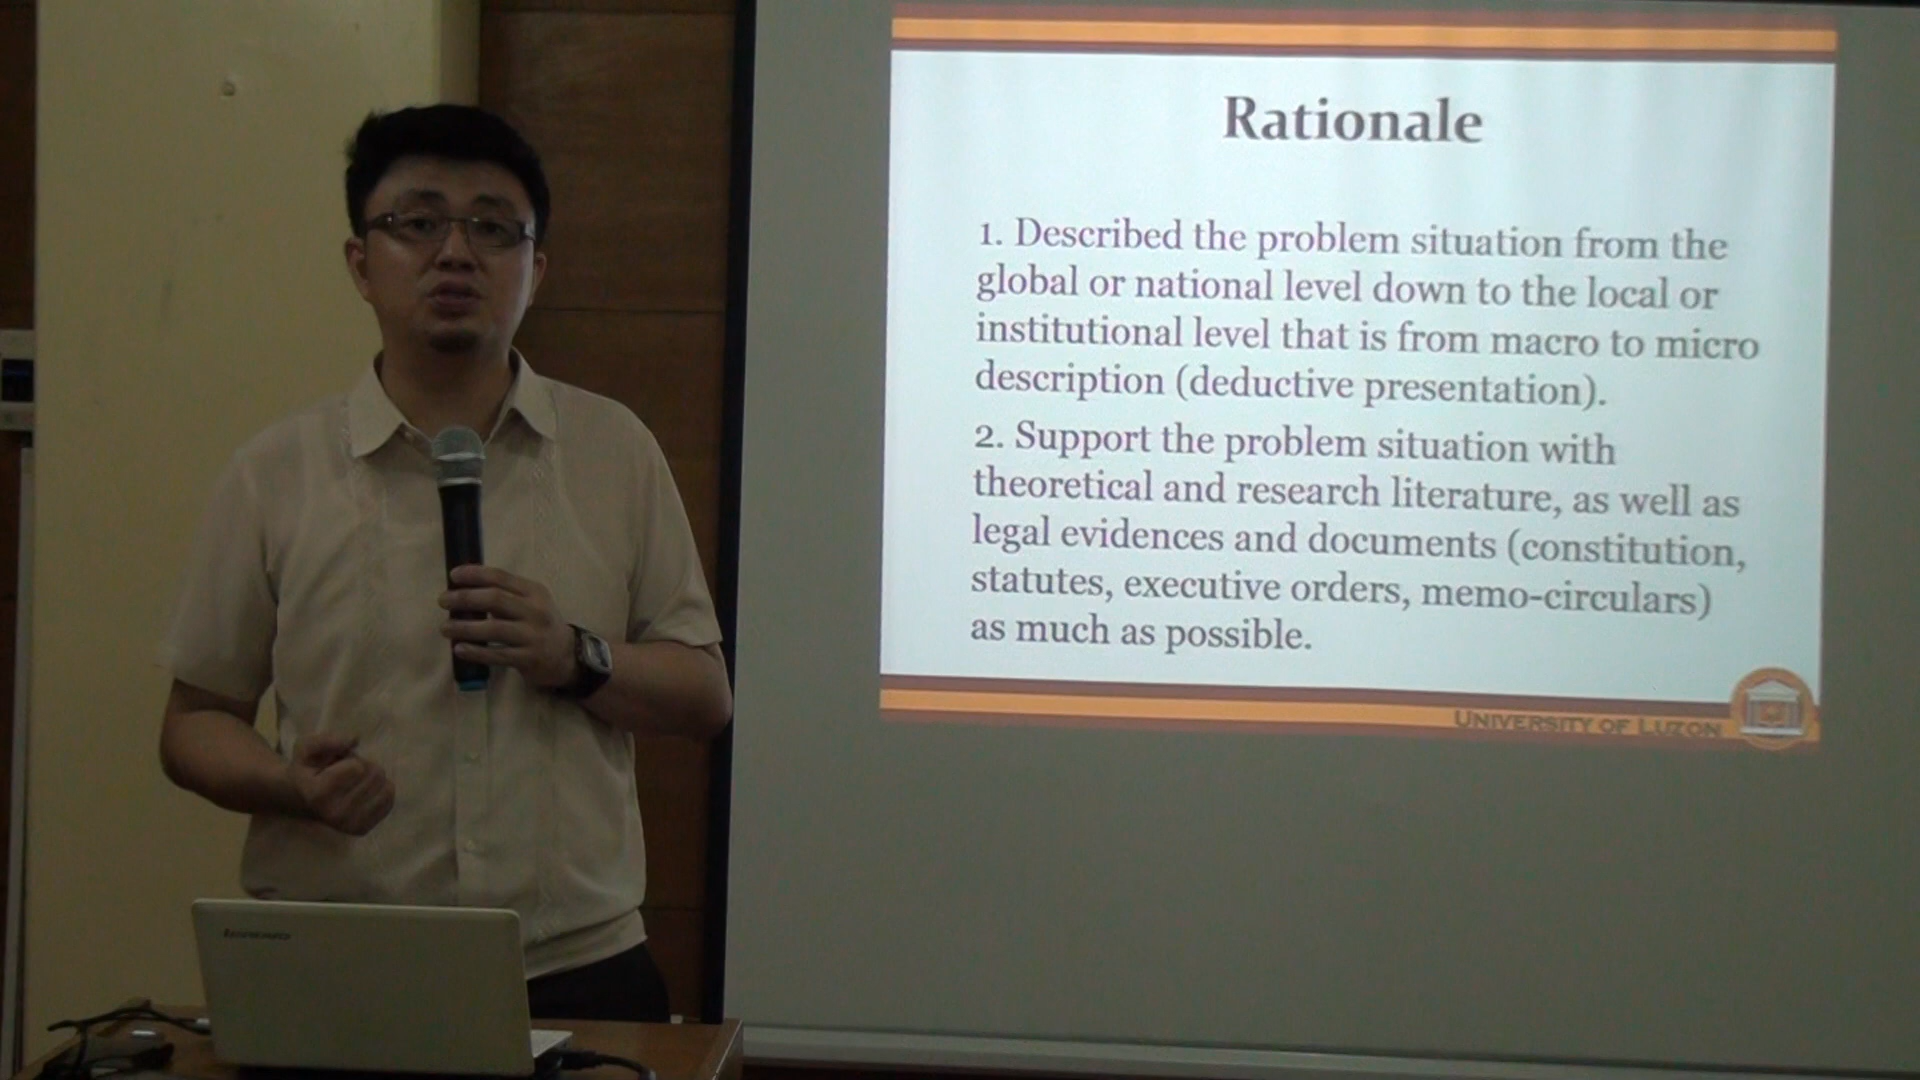 Rationale
1. Described the problem situation from the
global or national level down to the local or
institutional level that is from macro to micro
description (deductive presentation).
2. Support the problem situation with
theoretical and research literature, as well as
legal evidences and documents (constitution,
statutes, executive orders, memo-circulars)
as much as possible.
UNIVERSITY OF LUZON
lenovo